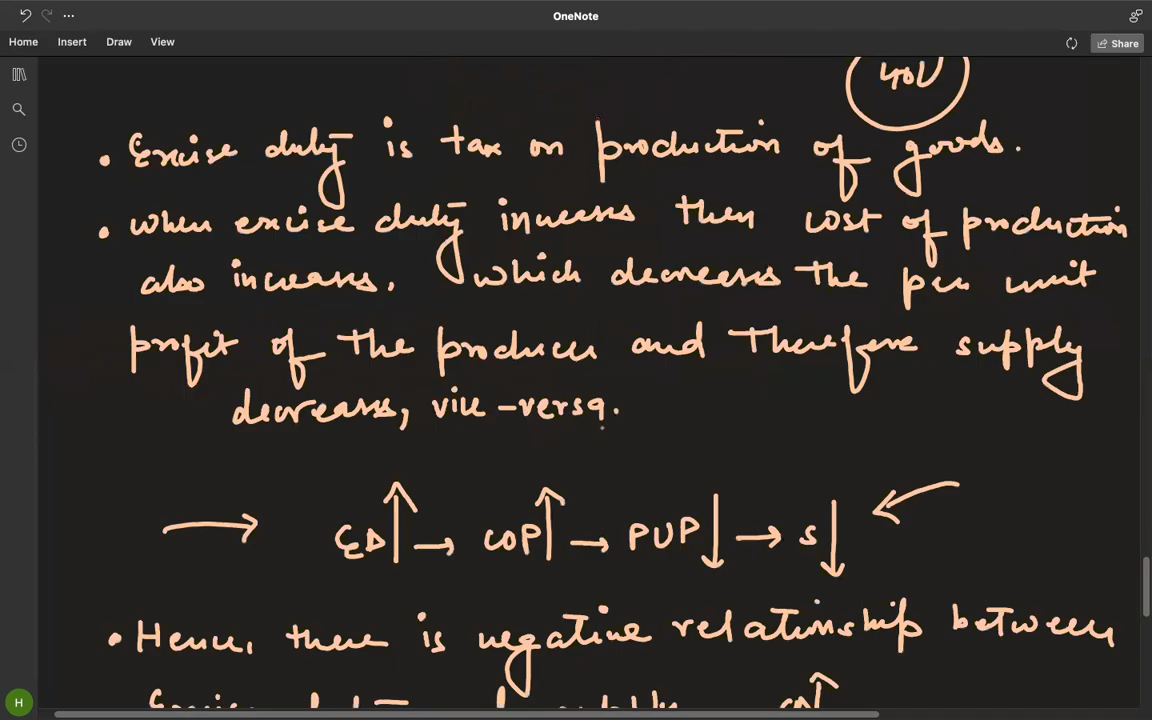 OneNote
Home Insert Draw View
Share
40U
• Excise duty is tax on production of goods.
• When excise duty increases then cost of production
also increases. which decreases the per unit
profit of the producer and Therefore supply
decreases, vice-versa.
→ ED↑ → COP↑ → PUP↓ → S↓ ←
• Hence, there is negative relationship between
H